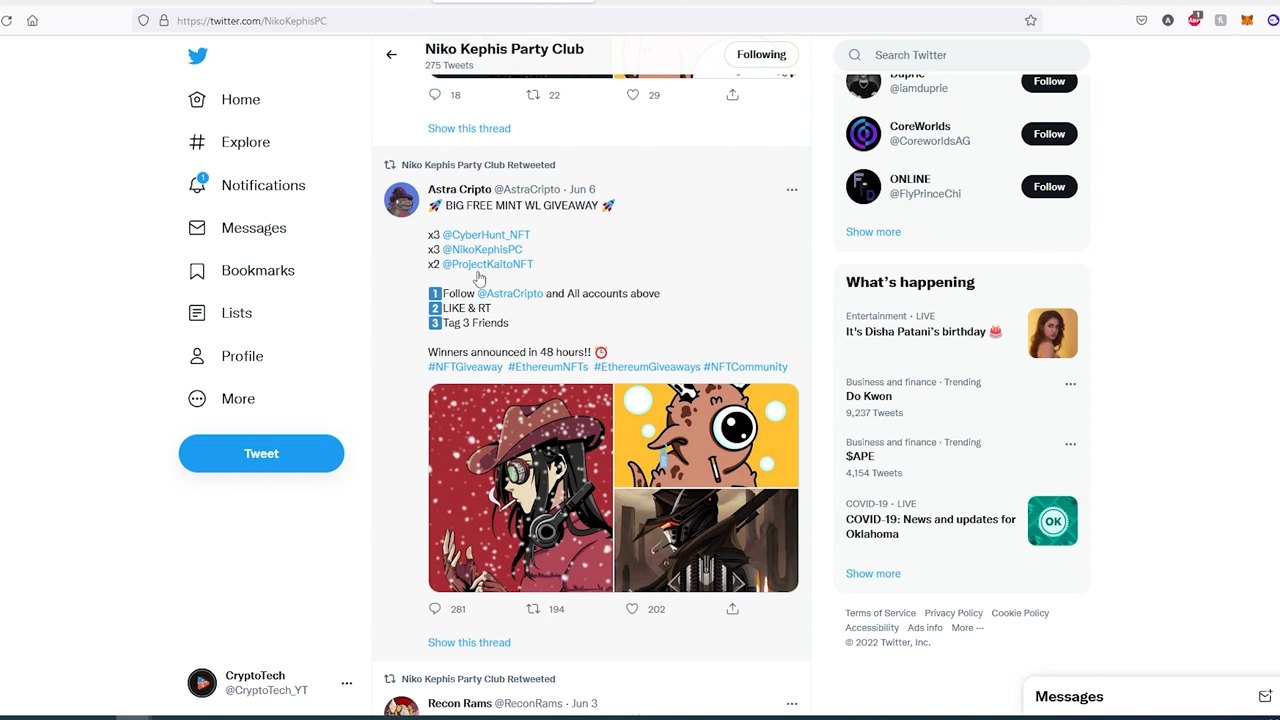 https://twitter.com/NikoKephisPC
1
Niko Kephis Party Club
275 Tweets
Following
Search Twitter
18
22
29
Show this thread
Home
Explore
1
Notifications
Messages
Bookmarks
Lists
Profile
More
Tweet
CryptoTech
@CryptoTech_YT
Niko Kephis Party Club Retweeted
Astra Cripto @AstraCripto · Jun 6
🚀 BIG FREE MINT WL GIVEAWAY 🚀
x3 @CyberHunt_NFT
x3 @NikoKephisPC
x2 @ProjectKaitoNFT
1️⃣Follow @AstraCripto and All accounts above
2️⃣LIKE & RT
3️⃣Tag 3 Friends
Winners announced in 48 hours!! ⏰
#NFTGiveaway #EthereumNFTs #EthereumGiveaways #NFTCommunity
281
194
202
Show this thread
Niko Kephis Party Club Retweeted
Recon Rams @ReconRams · Jun 3
@iamduprie
Follow
CoreWorlds
@CoreworldsAG
Follow
ONLINE
@FlyPrinceChi
Follow
Show more
What's happening
Entertainment · LIVE
It's Disha Patani's birthday 🎂
Business and finance · Trending
Do Kwon
9,237 Tweets
Business and finance · Trending
$APE
4,154 Tweets
COVID-19 · LIVE
COVID-19: News and updates for
Oklahoma
OK
Show more
Terms of Service Privacy Policy Cookie Policy
Accessibility Ads info More ···
© 2022 Twitter, Inc.
Messages